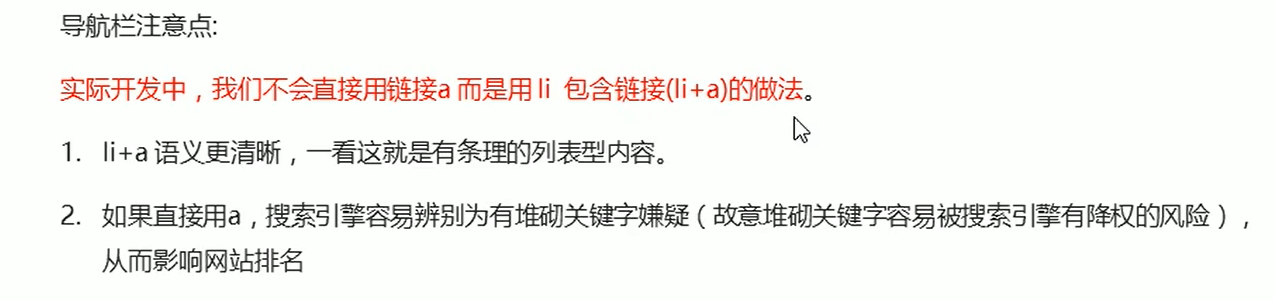 导航栏注意点:
实际开发中，我们不会直接用链接a 而是用 li 包含链接(li+a)的做法。
1. li+a 语义更清晰，一看这就是有条理的列表型内容。
2. 如果直接用a，搜索引擎容易辨别为有堆砌关键字嫌疑（故意堆砌关键字容易被搜索引擎有降权的风险），
从而影响网站排名